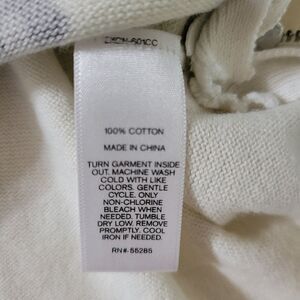 100% COTTON
MADE IN CHINA
TURN GARMENT INSIDE
OUT. MACHINE WASH
COLD WITH LIKE
COLORS. GENTLE
CYCLE. ONLY
NON-CHLORINE
BLEACH WHEN
NEEDED. TUMBLE
DRY LOW. REMOVE
PROMPTLY. COOL
IRON IF NEEDED.
RN#-55285